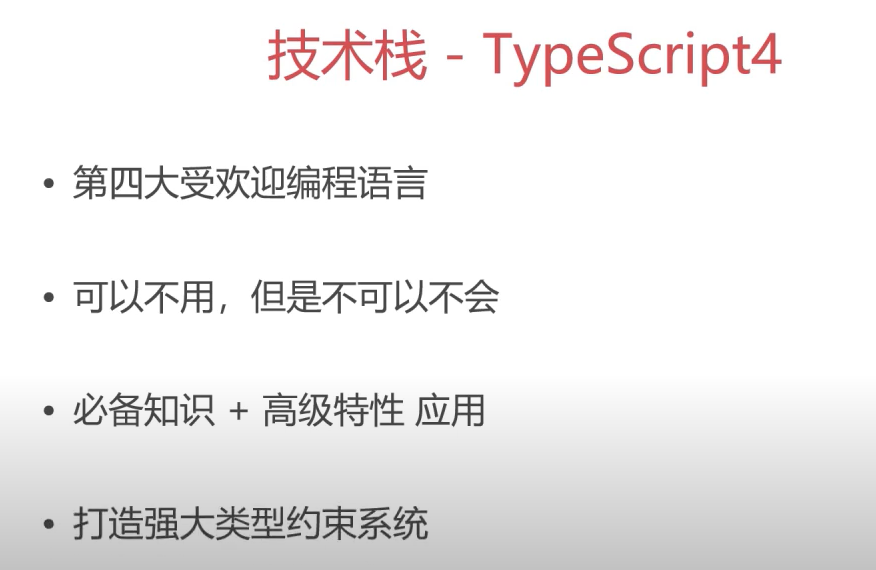 技术栈 - TypeScript4
• 第四大受欢迎编程语言
• 可以不用，但是不可以不会
• 必备知识 + 高级特性 应用
• 打造强大类型约束系统